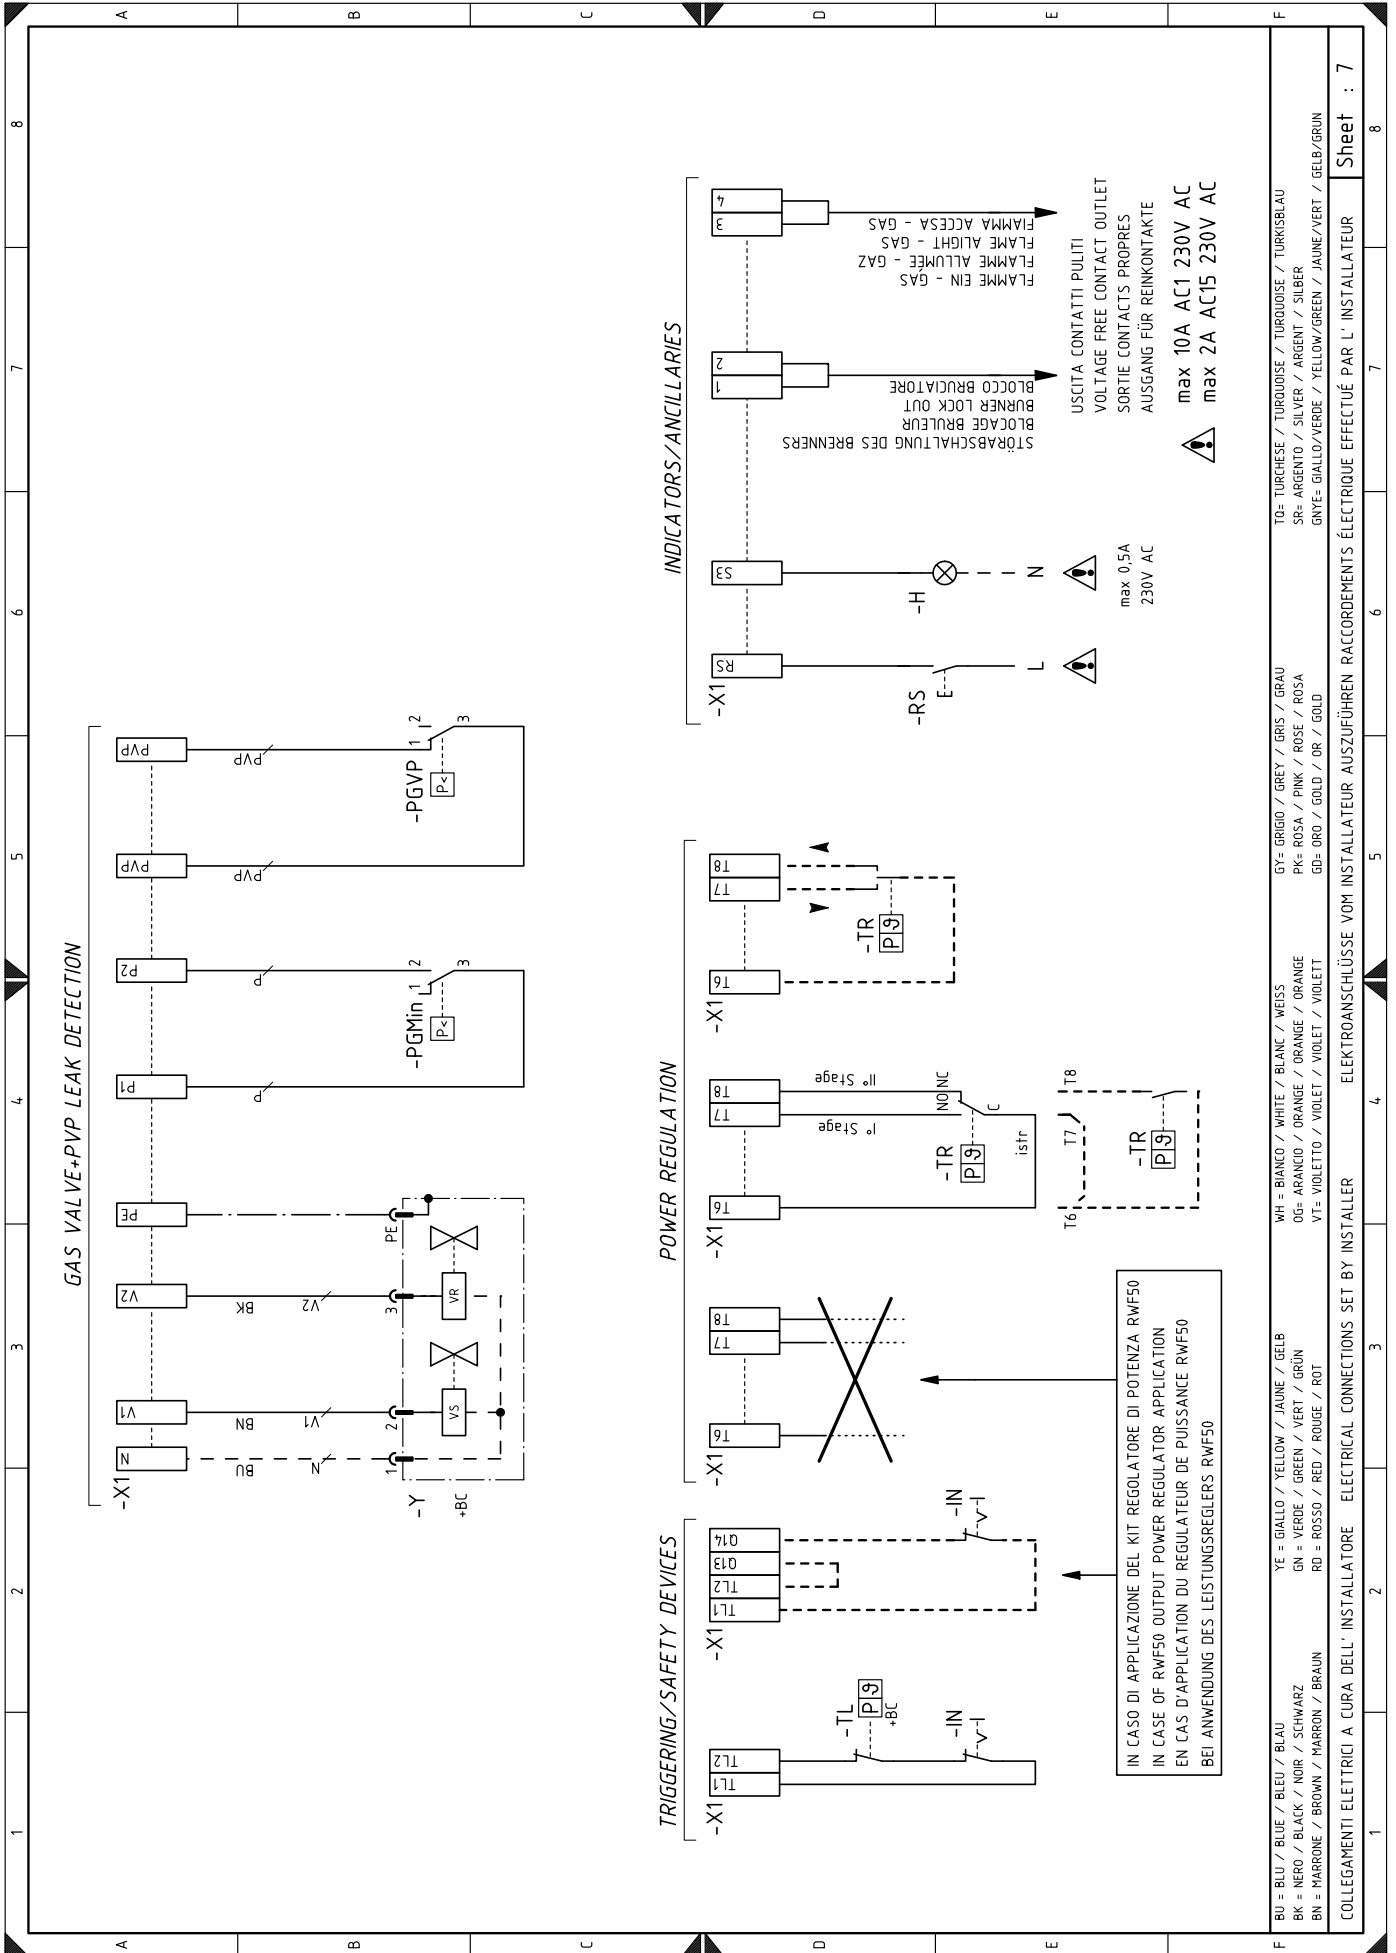 1 2 3 4 5 6 7 8
A
B
C
D
E
F
GAS VALVE+PVP LEAK DETECTION
-X1
N V1 V2 PE P1 P2 PVP PVP
BU BN BK
N V1 V2 P P PVP PVP
1 2 3 PE
-Y
+BC
VS VR
-PGMin
P<
1 2
3
-PGVP
P<
1 2
3
TRIGGERING/SAFETY DEVICES
-X1
TL1 TL2
-TL
P ϑ
+BC
-IN
-X1
TL1 TL2 Q13 Q14
-IN
POWER REGULATION
-X1
T6 T7 T8
-X1
T6 T7 T8
I° Stage
II° Stage
-TR
P ϑ
NO NC
C
istr
T6 T7 T8
-TR
P ϑ
-X1
T6 T7 T8
-TR
P ϑ
INDICATORS/ANCILLARIES
-X1
RS S3 1 2 3 4
-RS
E
L
-H
N
max 0,5A
230V AC
STÖRABSCHALTUNG DES BRENNERS
BLOCAGE BRULEUR
BURNER LOCK OUT
BLOCCO BRUCIATORE
FLAMME EIN - GAS
FLAMME ALLUMÉE - GAZ
FLAME ALIGHT - GAS
FIAMMA ACCESA - GAS
USCITA CONTATTI PULITI
VOLTAGE FREE CONTACT OUTLET
SORTIE CONTACTS PROPRES
AUSGANG FÜR REINKONTAKTE
max 10A AC1 230V AC
max 2A AC15 230V AC
IN CASO DI APPLICAZIONE DEL KIT REGOLATORE DI POTENZA RWF50
IN CASE OF RWF50 OUTPUT POWER REGULATOR APPLICATION
EN CAS D'APPLICATION DU REGULATEUR DE PUISSANCE RWF50
BEI ANWENDUNG DES LEISTUNGSREGLERS RWF50
BU = BLU / BLUE / BLEU / BLAU
BK = NERO / BLACK / NOIR / SCHWARZ
BN = MARRONE / BROWN / MARRON / BRAUN
YE = GIALLO / YELLOW / JAUNE / GELB
GN = VERDE / GREEN / VERT / GRÜN
RD = ROSSO / RED / ROUGE / ROT
WH = BIANCO / WHITE / BLANC / WEISS
OG= ARANCIO / ORANGE / ORANGE / ORANGE
VT= VIOLETTO / VIOLET / VIOLET / VIOLETT
GY= GRIGIO / GREY / GRIS / GRAU
PK= ROSA / PINK / ROSE / ROSA
GD= ORO / GOLD / OR / GOLD
TQ= TURCHESE / TURQUOISE / TURQUOISE / TURKISBLAU
SR= ARGENTO / SILVER / ARGENT / SILBER
GNYE= GIALLO/VERDE / YELLOW/GREEN / JAUNE/VERT / GELB/GRUN
COLLEGAMENTI ELETTRICI A CURA DELL' INSTALLATORE ELECTRICAL CONNECTIONS SET BY INSTALLER ELEKTROANSCHLÜSSE VOM INSTALLATEUR AUSZUFÜHREN RACCORDEMENTS ÉLECTRIQUE EFFECTUÉ PAR L' INSTALLATEUR
Sheet : 7
1 2 3 4 5 6 7 8
A
B
C
D
E
F